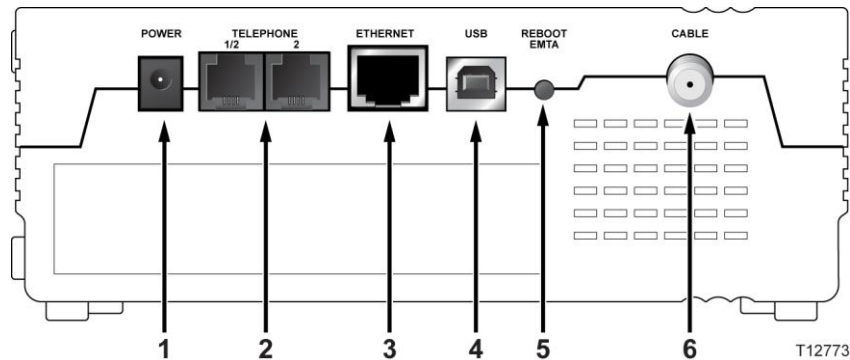 POWER
TELEPHONE
1/2 2
ETHERNET
USB
REBOOT
EMTA
CABLE
1 2 3 4 5 6
T12773